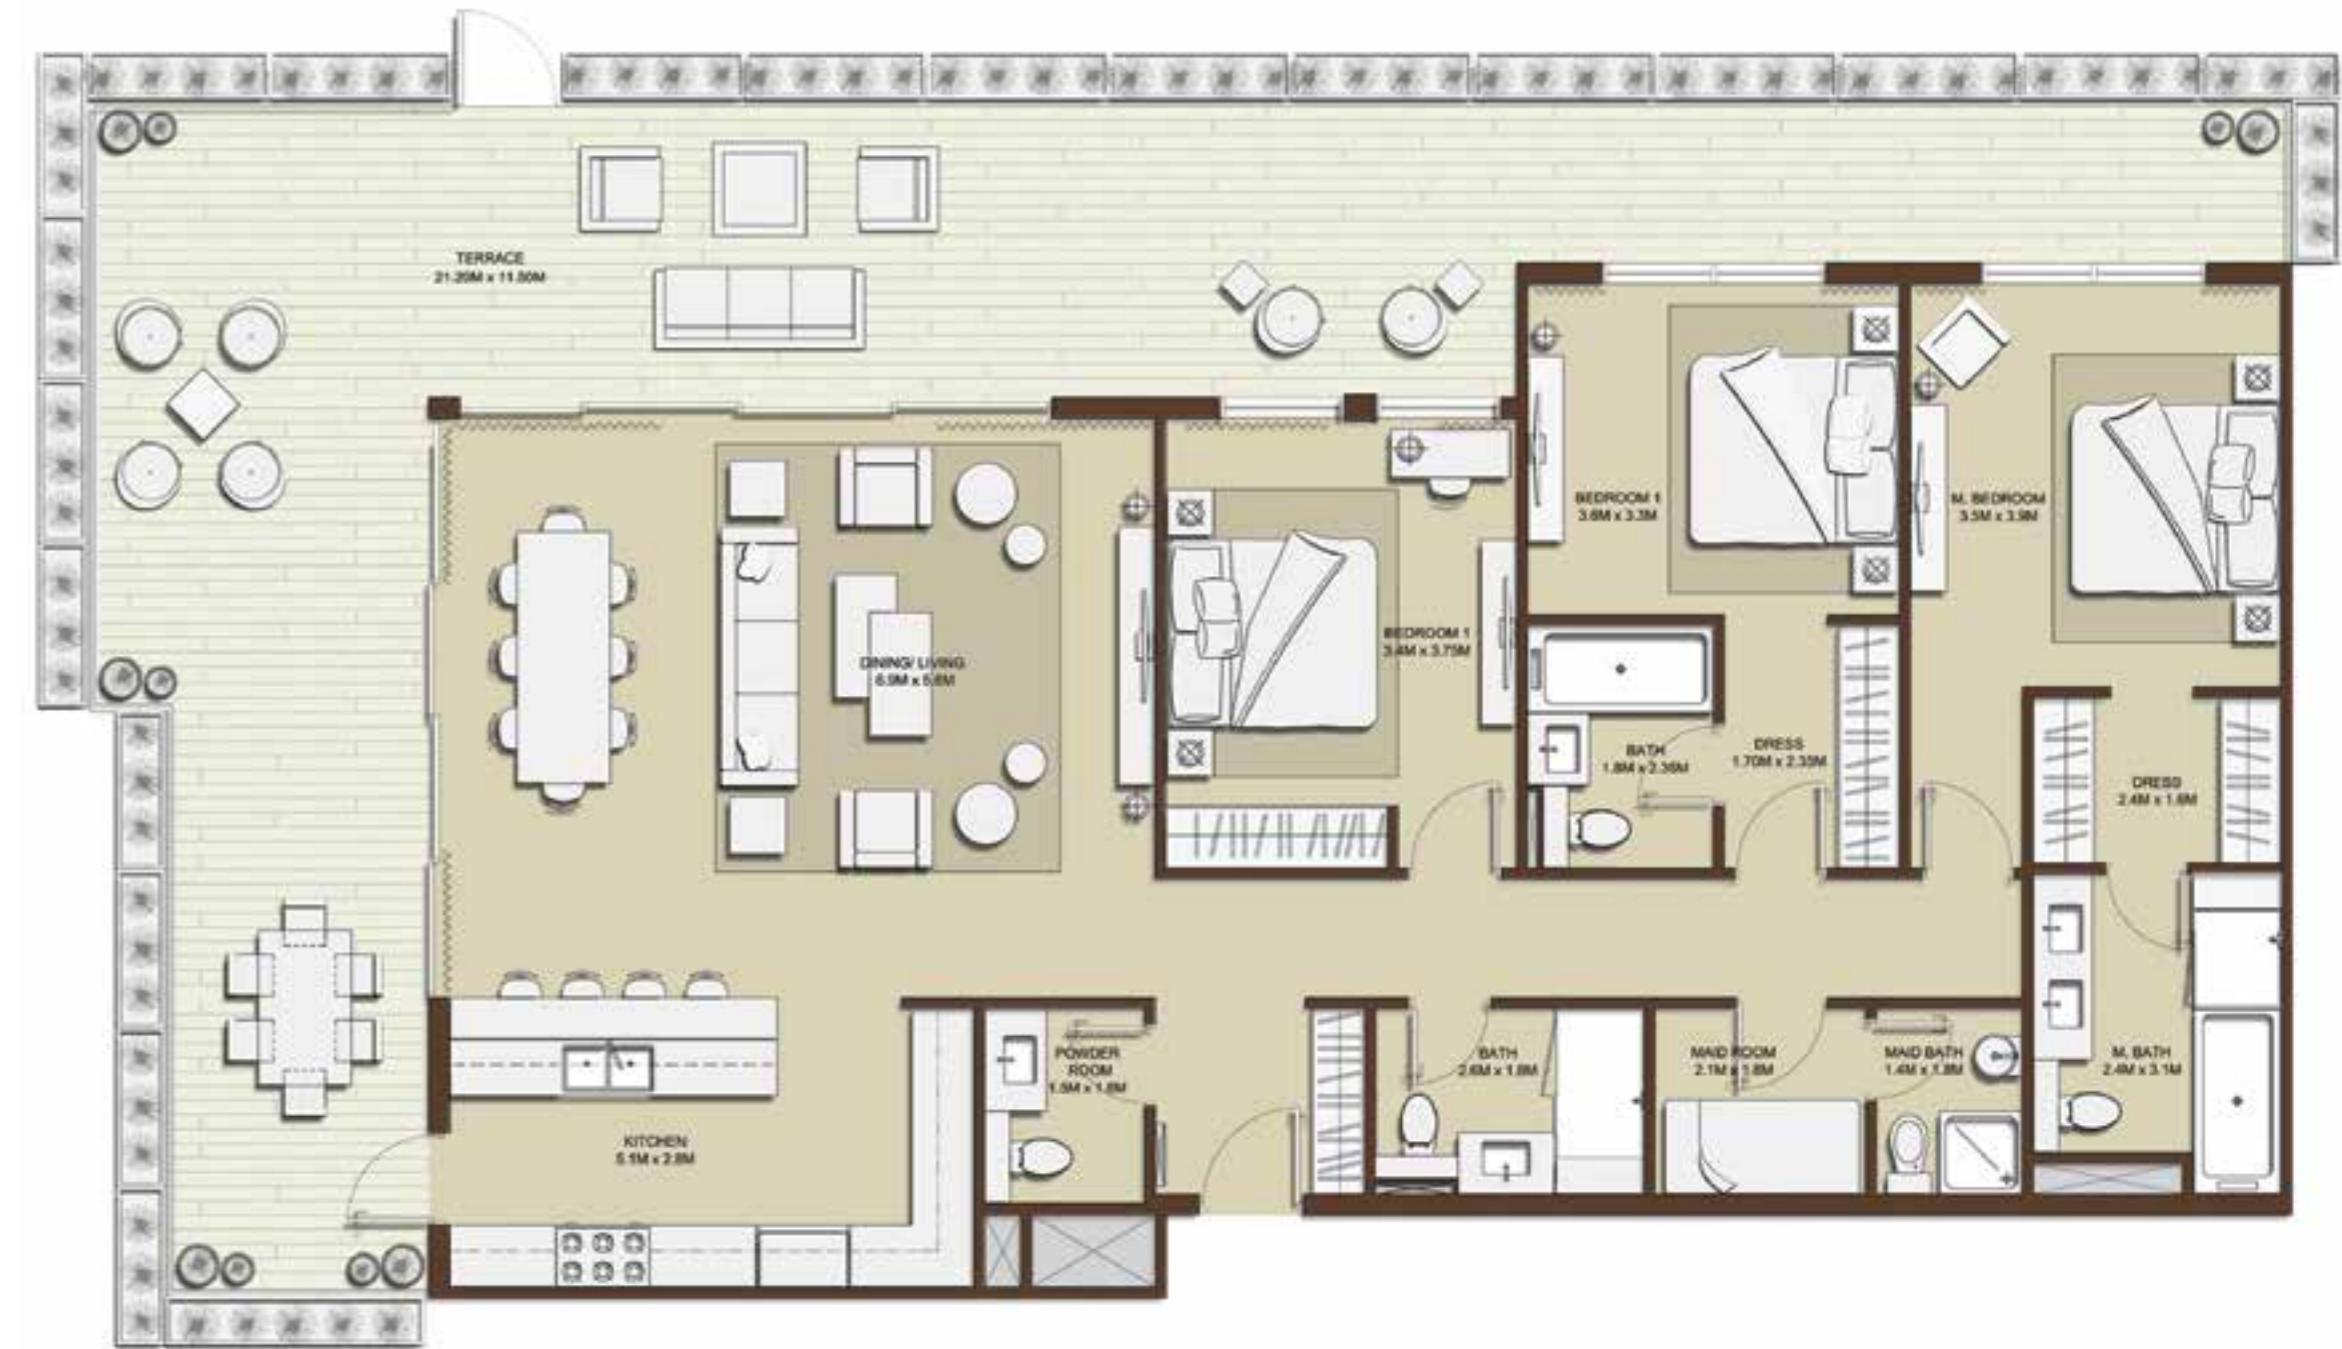 TERRACE
21.20M x 11.50M
BEDROOM 1
3.6M x 3.3M
M. BEDROOM
3.5M x 3.9M
BEDROOM 1
3.4M x 3.75M
DINING/ LIVING
6.9M x 5.6M
BATH
1.8M x 2.35M
DRESS
1.70M x 2.35M
DRESS
2.4M x 1.6M
KITCHEN
5.1M x 2.8M
POWDER
ROOM
1.5M x 1.8M
BATH
2.6M x 1.8M
MAID ROOM
2.1M x 1.8M
MAID BATH
1.4M x 1.8M
M. BATH
2.4M x 3.1M